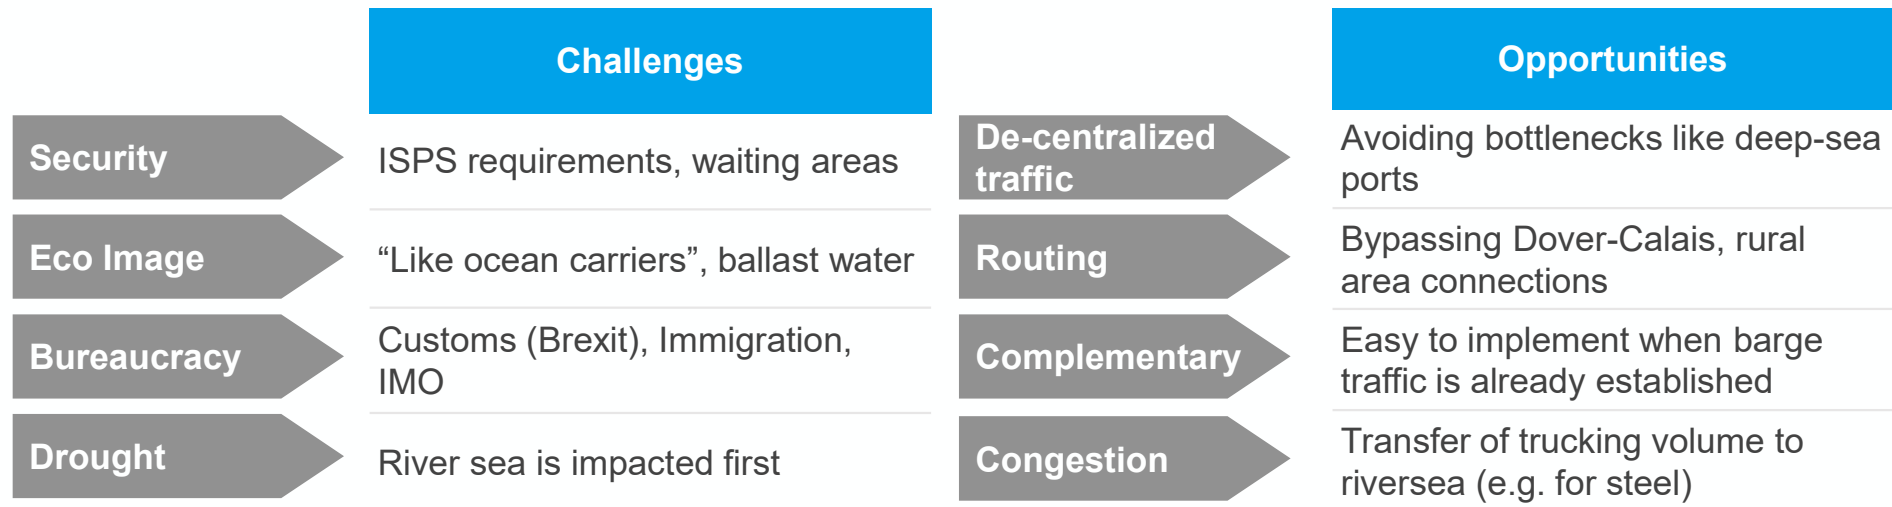 Challenges
Security
ISPS requirements, waiting areas
Eco Image
“Like ocean carriers”, ballast water
Bureaucracy
Customs (Brexit), Immigration,
IMO
Drought
River sea is impacted first
Opportunities
De-centralized
traffic
Avoiding bottlenecks like deep-sea
ports
Routing
Bypassing Dover-Calais, rural
area connections
Complementary
Easy to implement when barge
traffic is already established
Congestion
Transfer of trucking volume to
riversea (e.g. for steel)